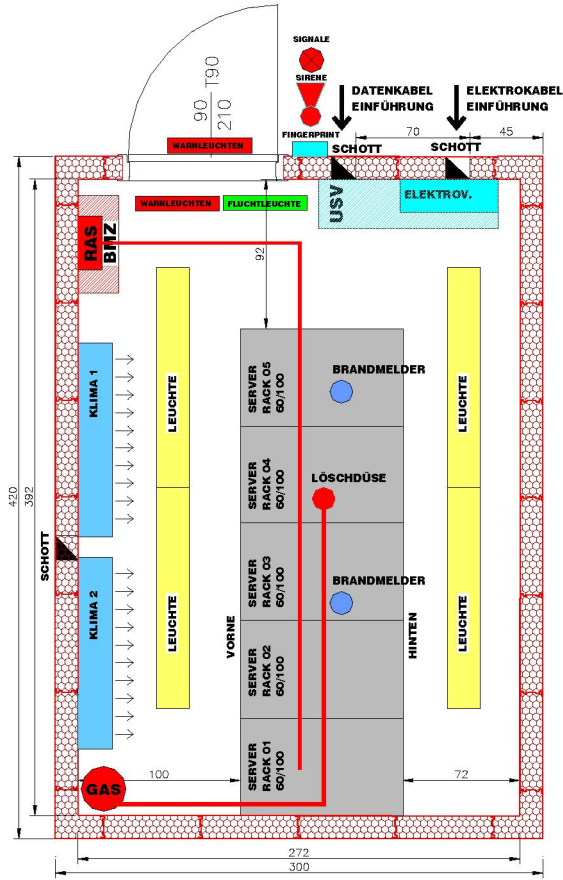 SIGNALE
SIRENE
90 T90
210
DATENKABEL
EINFÜHRUNG
ELEKTROKABEL
EINFÜHRUNG
FINGERPRINT
70
45
WARNLEUCHTEN
SCHOTT
SCHOTT
WARNLEUCHTEN
FLUCHTLEUCHTE
USV
ELEKTROV.
RAS
BMZ
92
KLIMA 1
LEUCHTE
SERVER
RACK 05
60/100
BRANDMELDER
LEUCHTE
SERVER
RACK 04
60/100
LÖSCHDÜSE
420
392
SCHOTT
KLIMA 2
LEUCHTE
VORNE
SERVER
RACK 03
60/100
BRANDMELDER
HINTEN
LEUCHTE
SERVER
RACK 02
60/100
SERVER
RACK 01
60/100
GAS
100
72
272
300